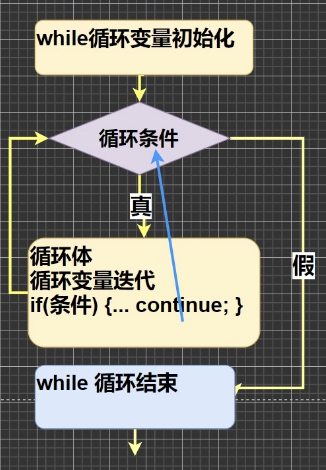 while循环变量初始化
循环条件
真
循环体
循环变量迭代
if(条件) {... continue; }
假
while 循环结束